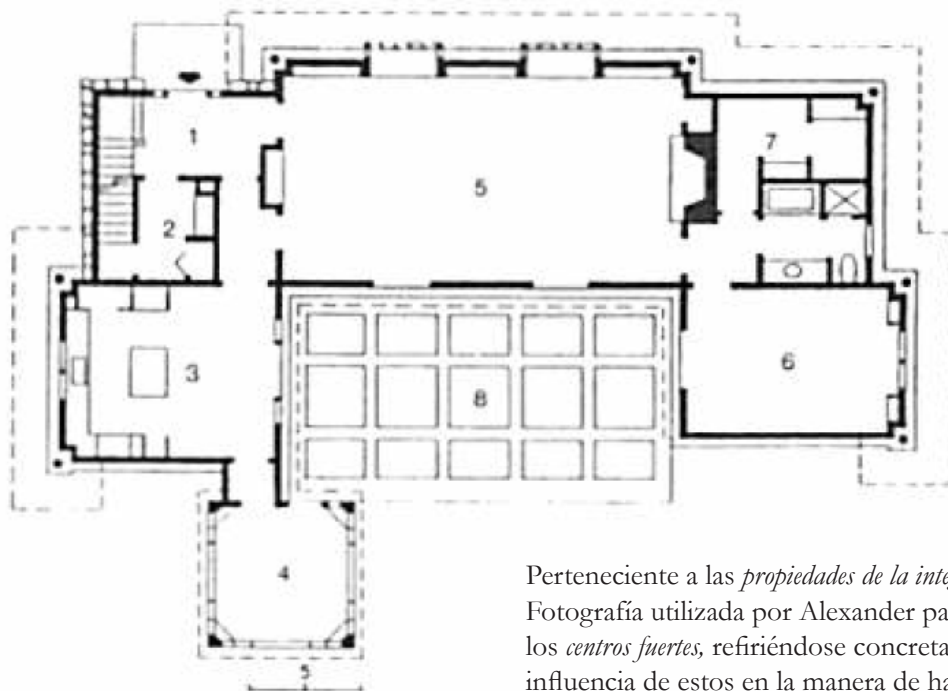 1
2
3
4
5
6
7
8
5
Perteneciente a las propiedades de la inte
Fotografía utilizada por Alexander pa
los centros fuertes, refiriéndose concreta
influencia de estos en la manera de ha